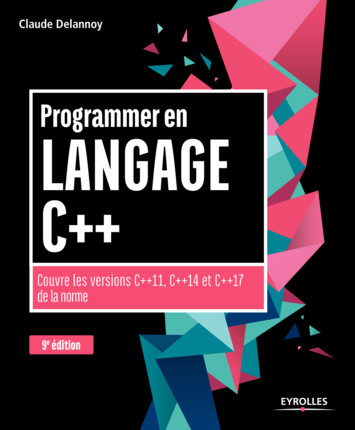 Claude Delannoy
Programmer en
LANGAGE
C++
Couvre les versions C++11, C++14 et C++17
de la norme
9e édition
EYROLLES